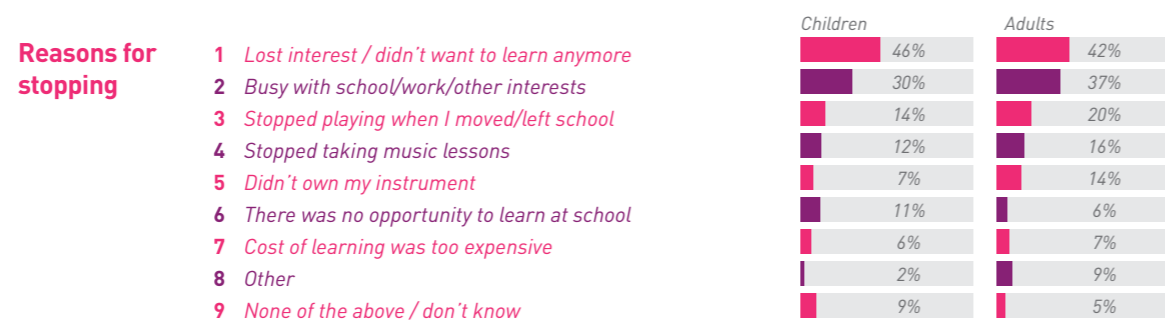 Children Adults
Reasons for stopping
1 Lost interest / didn't want to learn anymore 46% 42%
2 Busy with school/work/other interests 30% 37%
3 Stopped playing when I moved/left school 14% 20%
4 Stopped taking music lessons 12% 16%
5 Didn't own my instrument 7% 14%
6 There was no opportunity to learn at school 11% 6%
7 Cost of learning was too expensive 6% 7%
8 Other 2% 9%
9 None of the above / don't know 9% 5%